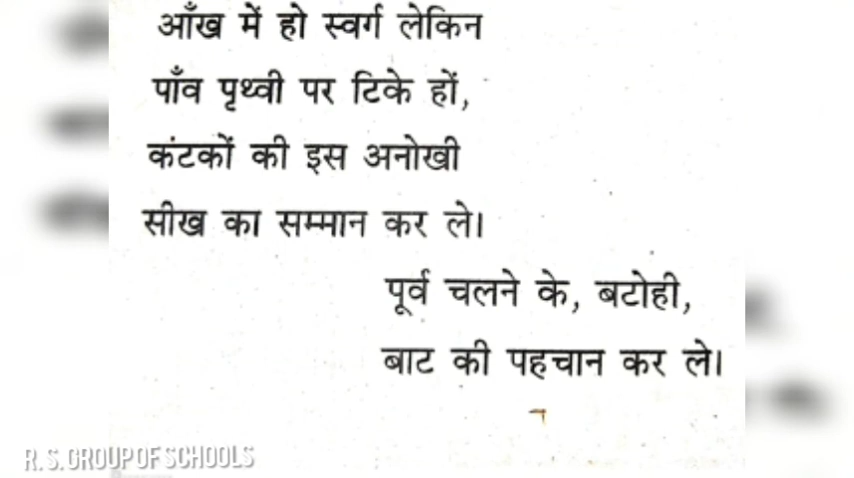 आँख में हो स्वर्ग लेकिन
पाँव पृथ्वी पर टिके हों,
कंटकों की इस अनोखी
सीख का सम्मान कर ले।
पूर्व चलने के, बटोही,
बाट की पहचान कर ले।
R.S. GROUP OF SCHOOLS